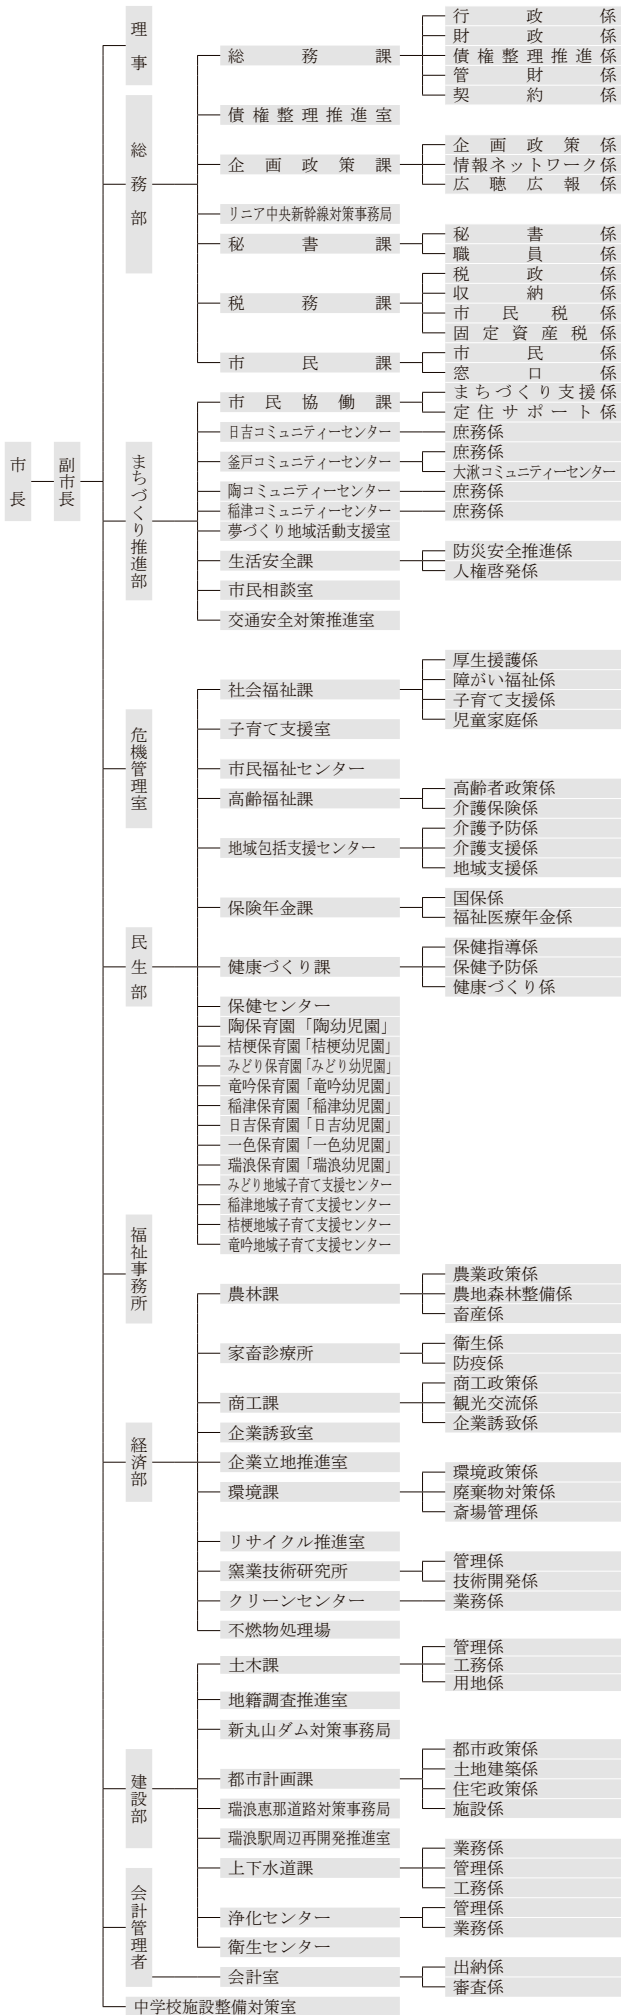 市長
副市長
理事
総務部
総務課
行政係
財政係
債権整理推進係
管財係
契約係
債権整理推進室
企画政策課
企画政策係
情報ネットワーク係
広聴広報係
リニア中央新幹線対策事務局
秘書課
秘書係
職員係
税務課
税政係
収納係
市民税係
固定資産税係
市民課
市民係
窓口係
まちづくり推進部
市民協働課
まちづくり支援係
定住サポート係
日吉コミュニティーセンター
庶務係
釜戸コミュニティーセンター
庶務係
大湫コミュニティーセンター
陶コミュニティーセンター
庶務係
稲津コミュニティーセンター
庶務係
夢づくり地域活動支援室
生活安全課
防災安全推進係
人権啓発係
市民相談室
交通安全対策推進室
危機管理室
民生部
社会福祉課
厚生援護係
障がい福祉係
子育て支援係
児童家庭係
子育て支援室
市民福祉センター
高齢福祉課
高齢者政策係
介護保険係
地域包括支援センター
介護予防係
介護支援係
地域支援係
保険年金課
国保係
福祉医療年金係
健康づくり課
保健指導係
保健予防係
健康づくり係
保健センター
陶保育園「陶幼児園」
桔梗保育園「桔梗幼児園」
みどり保育園「みどり幼児園」
竜吟保育園「竜吟幼児園」
稲津保育園「稲津幼児園」
日吉保育園「日吉幼児園」
一色保育園「一色幼児園」
瑞浪保育園「瑞浪幼児園」
みどり地域子育て支援センター
稲津地域子育て支援センター
桔梗地域子育て支援センター
竜吟地域子育て支援センター
福祉事務所
経済部
農林課
農業政策係
農地森林整備係
畜産係
家畜診療所
衛生係
防疫係
商工課
商工政策係
観光交流係
企業誘致係
企業誘致室
企業立地推進室
環境課
環境政策係
廃棄物対策係
斎場管理係
リサイクル推進室
窯業技術研究所
管理係
技術開発係
クリーンセンター
業務係
不燃物処理場
建設部
土木課
管理係
工務係
用地係
地籍調査推進室
新丸山ダム対策事務局
都市計画課
都市政策係
土地建築係
住宅政策係
施設係
瑞浪恵那道路対策事務局
瑞浪駅周辺再開発推進室
上下水道課
業務係
管理係
工務係
浄化センター
管理係
業務係
衛生センター
会計管理者
会計室
出納係
審査係
中学校施設整備対策室